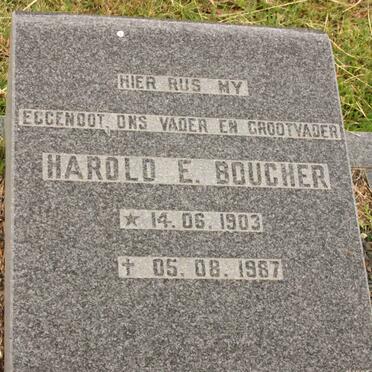 HIER RUS MY
EGGENOOT, ONS VADER EN GROOTVADER
HAROLD E. BOUCHER
★ 14.06.1903
✝ 05.08.1987